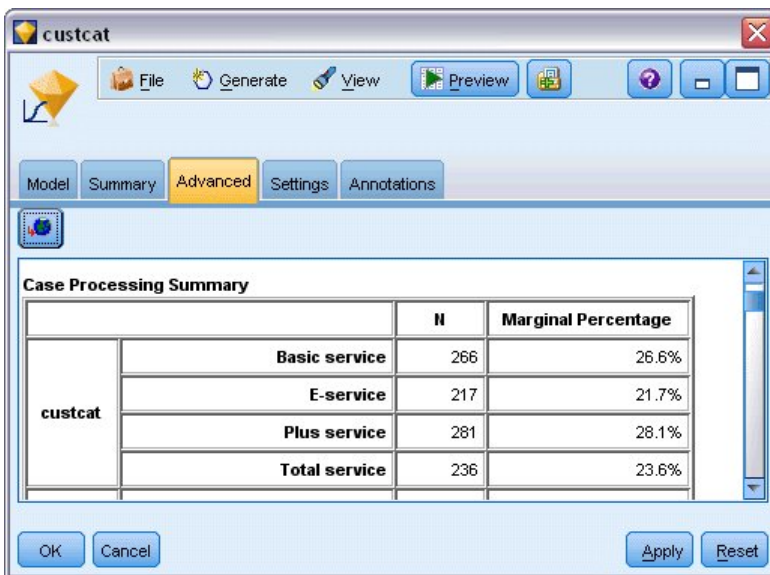 custcat
File Generate View Preview
Model Summary Advanced Settings Annotations
Case Processing Summary
N Marginal Percentage
custcat
Basic service 266 26.6%
E-service 217 21.7%
Plus service 281 28.1%
Total service 236 23.6%
OK Cancel Apply Reset